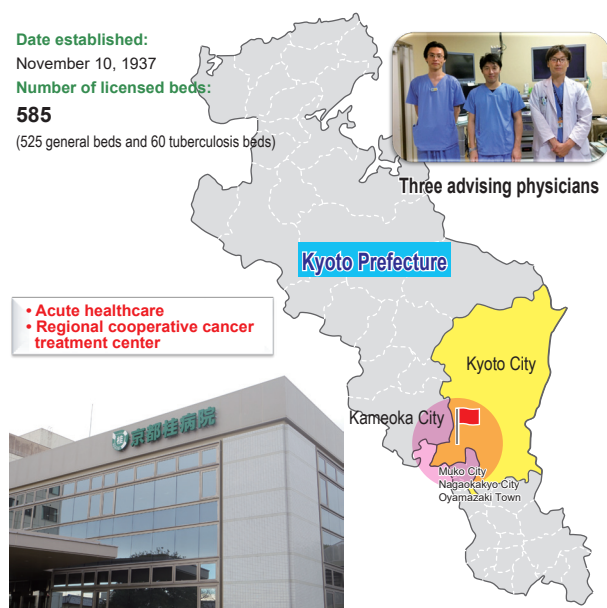 Date established:
November 10, 1937
Number of licensed beds:
585
(525 general beds and 60 tuberculosis beds)
Three advising physicians
Kyoto Prefecture
• Acute healthcare
• Regional cooperative cancer
treatment center
Kyoto City
Kameoka City
Muko City
Nagaokakyo City
Oyamazaki Town
京都桂病院